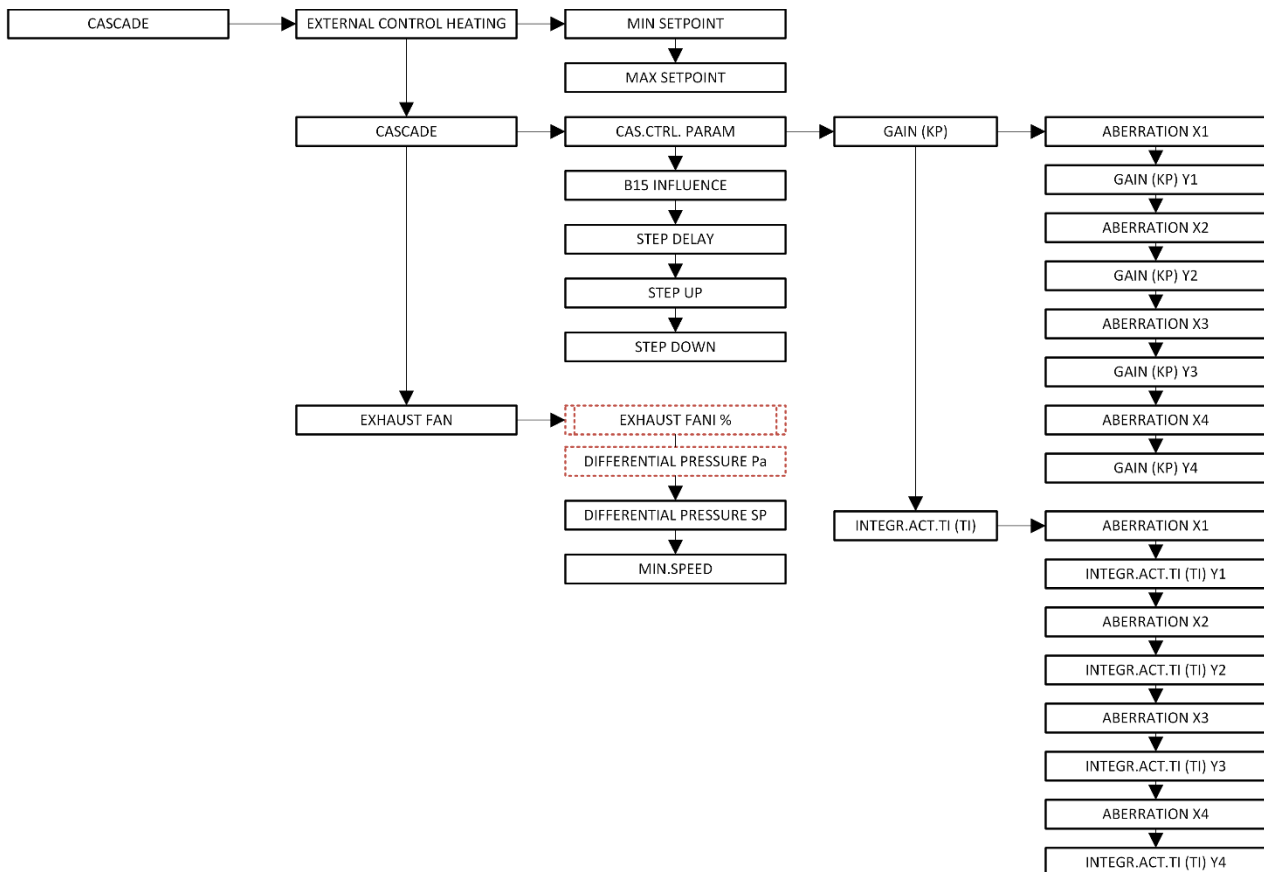 CASCADE
EXTERNAL CONTROL HEATING
MIN SETPOINT
MAX SETPOINT
CASCADE
CAS.CTRL. PARAM
GAIN (KP)
ABERRATION X1
GAIN (KP) Y1
ABERRATION X2
GAIN (KP) Y2
ABERRATION X3
GAIN (KP) Y3
ABERRATION X4
GAIN (KP) Y4
B15 INFLUENCE
STEP DELAY
STEP UP
STEP DOWN
EXHAUST FAN
EXHAUST FANI %
DIFFERENTIAL PRESSURE Pa
DIFFERENTIAL PRESSURE SP
MIN.SPEED
INTEGR.ACT.TI (TI)
ABERRATION X1
INTEGR.ACT.TI (TI) Y1
ABERRATION X2
INTEGR.ACT.TI (TI) Y2
ABERRATION X3
INTEGR.ACT.TI (TI) Y3
ABERRATION X4
INTEGR.ACT.TI (TI) Y4